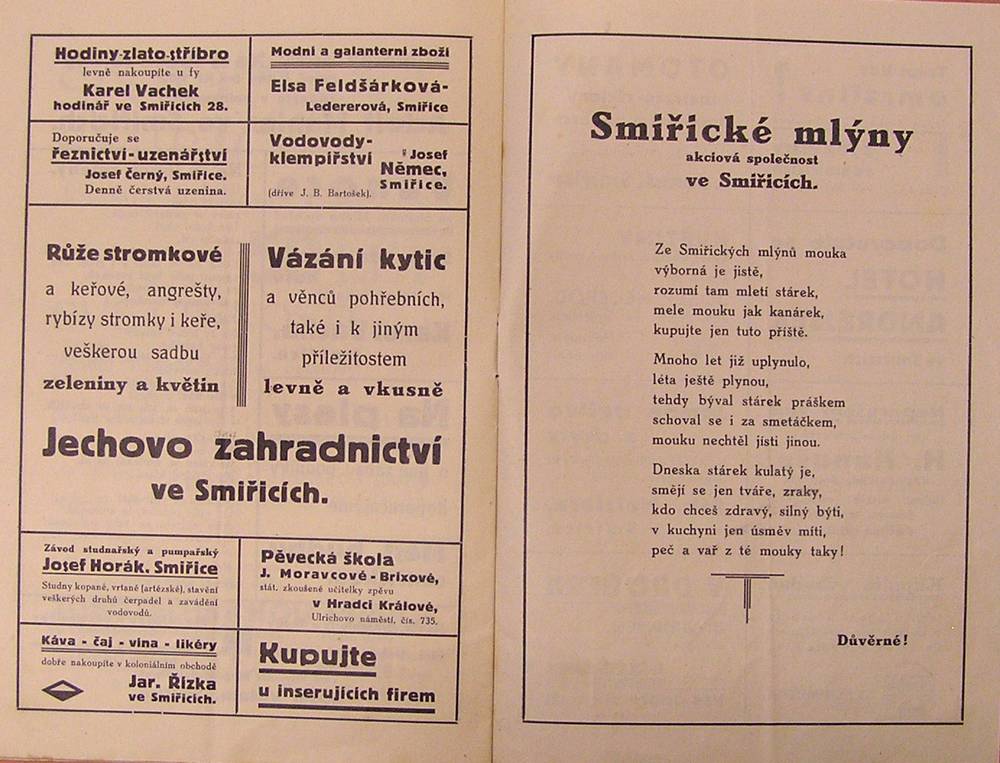 Hodiny-zlato-stříbro
levně nakoupíte u fy
Karel Vachek
hodinář ve Smiřicích 28.
Modní a galanterní zboží
Elsa Feldšárková-
Ledererová, Smiřice
Doporučuje se
řeznictví-uzenářství
Josef Černý, Smiřice.
Denně čerstvá uzenina.
Vodovody-
klempířství
Josef
Němec,
Smiřice.
(dříve J. B. Bartošek).
Růže stromkové
a keřové, angrešty,
rybízy stromky i keře,
veškerou sadbu
zeleniny a květin
Vázání kytic
a věnců pohřebních,
také i k jiným
příležitostem
levně a vkusně
Jechovo zahradnictví
ve Smiřicích.
Závod studnařský a pumpařský
Josef Horák. Smiřice
Studny kopané, vrtané (artézské), stavění
veškerých druhů čerpadel a zavádění
vodovodů.
Pěvecká škola
J. Moravcové - Brixové,
stát. zkoušené učitelky zpěvu
v Hradci Králové,
Ulrichovo náměstí, čís. 735.
Káva - čaj - vína - likéry
dobře nakoupíte v koloniálním obchodě
Jar. Řízka
ve Smiřicích.
Kupujte
u inserujících firem
Smiřické mlýny
akciová společnost
ve Smiřicích.
Ze Smiřických mlýnů mouka
výborná je jistě,
rozumí tam mletí stárek,
mele mouku jak kanárek,
kupujte jen tuto příště.
Mnoho let již uplynulo,
léta ještě plynou,
tehdy býval stárek práškem
schoval se i za smetáčkem,
mouku nechtěl jísti jinou.
Dneska stárek kulatý je,
smějí se jen tváře, zraky,
kdo chceš zdravý, silný býti,
v kuchyni jen úsměv míti,
peč a vař z té mouky taky!
Důvěrné!